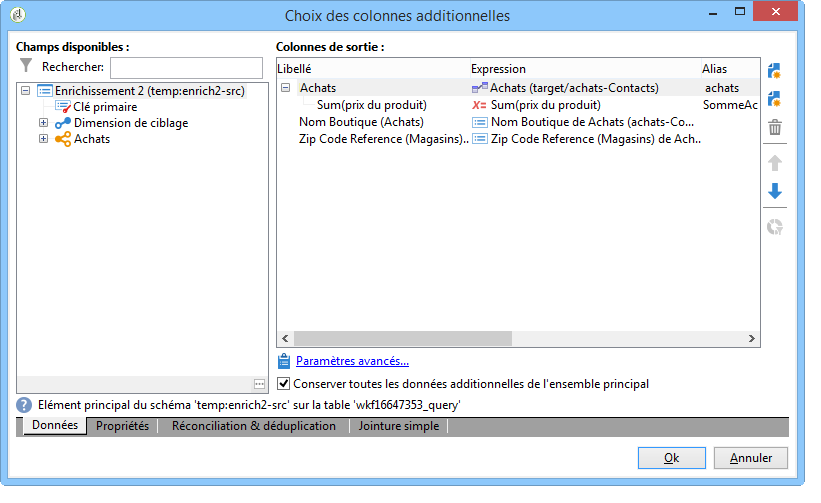 Choix des colonnes additionnelles
Champs disponibles :
Rechercher:
Enrichissement 2 (temp:enrich2-src)
Clé primaire
Dimension de ciblage
Achats
Colonnes de sortie :
Libellé Expression Alias
Achats Achats (target/achats-Contacts) achats
Sum(prix du produit) Sum(prix du produit) SommeAc
Nom Boutique (Achats) Nom Boutique de Achats (achats-Co...
Zip Code Reference (Magasins)... Zip Code Reference (Magasins) de Ach..
Paramètres avancés...
Conserver toutes les données additionnelles de l'ensemble principal
Elément principal du schéma 'temp:enrich2-src' sur la table 'wkf16647353_query'
Données Propriétés Réconciliation & déduplication Jointure simple
Ok Annuler